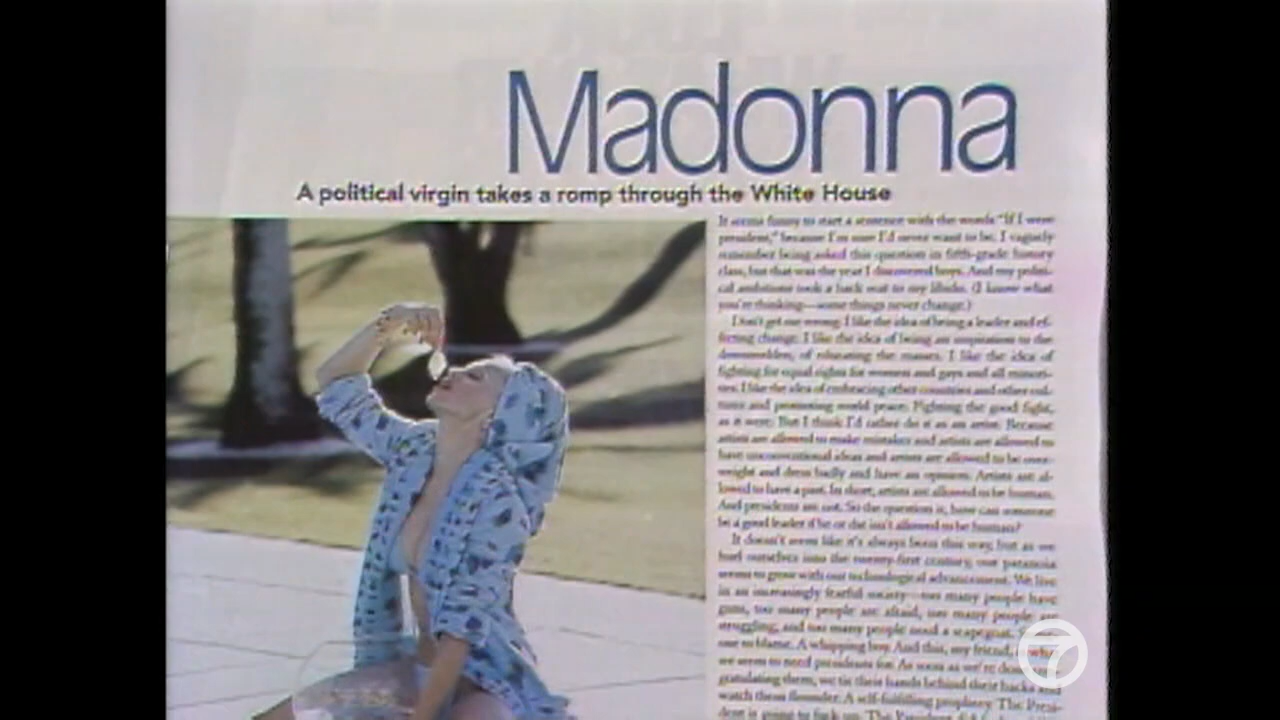 Madonna
A political virgin takes a romp through the White House
It seems funny to start a sentence with the words "If I were
president," because I'm sure I'd never want to be. I vaguely
remember being asked this question in fifth-grade history
class, but that was the year I discovered boys. And my politi-
cal ambitions took a back seat to my libido. (I know what
you're thinking—some things never change.)
Don't get me wrong. I like the idea of being a leader and ef-
fecting change. I like the idea of being an inspiration to the
downtrodden, of educating the masses. I like the idea of
fighting for equal rights for women and gays and all minori-
ties. I like the idea of embracing other countries and other cul-
tures and promoting world peace. Fighting the good fight,
as it were. But I think I'd rather do it as an artist. Because
artists are allowed to make mistakes and artists are allowed to
have unconventional ideas and artists are allowed to be over-
weight and dress badly and have an opinion. Artists are al-
lowed to have a past. In short, artists are allowed to be human.
And presidents are not. So the question is, how can someone
be a good leader if he or she isn't allowed to be human?
It doesn't seem like it's always been this way, but as we
hurl ourselves into the twenty-first century, our paranoia
seems to grow with our technological advancement. We live
in an increasingly fearful society—too many people have
guns, too many people are afraid, too many people are
struggling, and too many people need a scapegoat,
one to blame. A whipping boy. And this, my friend, is what
we seem to need presidents for. As soon as we're done con-
gratulating them, we tie their hands behind their backs and
watch them flounder. A self-fulfilling prophecy. The Presi-
dent is going to fuck up. The President
7